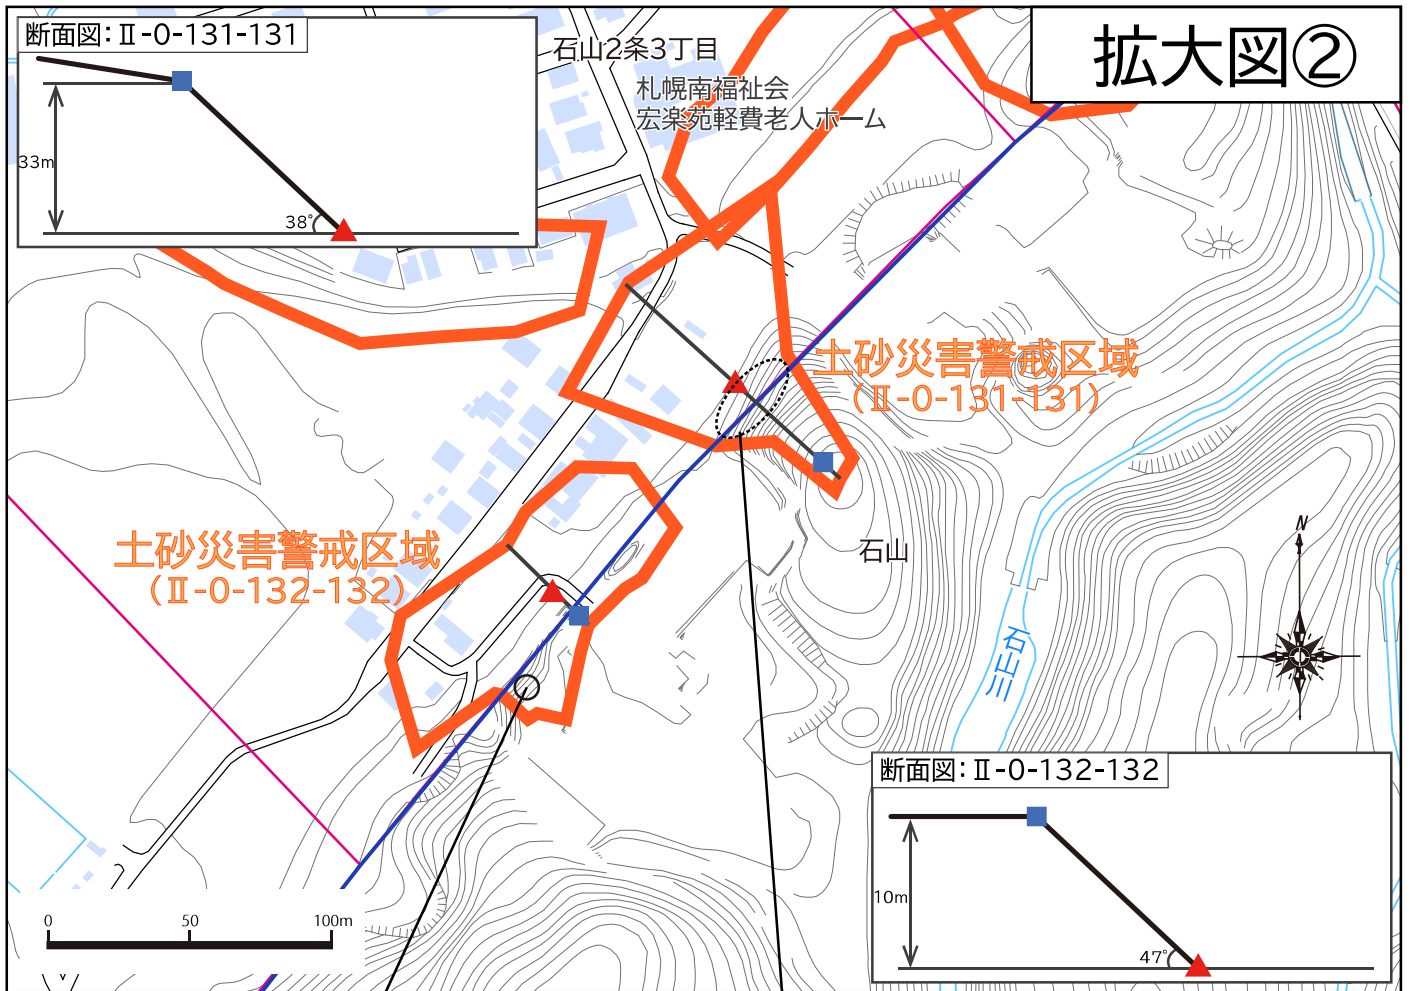 拡大図②
断面図：Ⅱ-0-131-131
33m
38°
石山2条3丁目
札幌南福祉会
宏楽苑軽費老人ホーム
土砂災害警戒区域
（Ⅱ-0-131-131）
土砂災害警戒区域
（Ⅱ-0-132-132）
石山
石山川
N
断面図：Ⅱ-0-132-132
10m
47°
0 50 100m